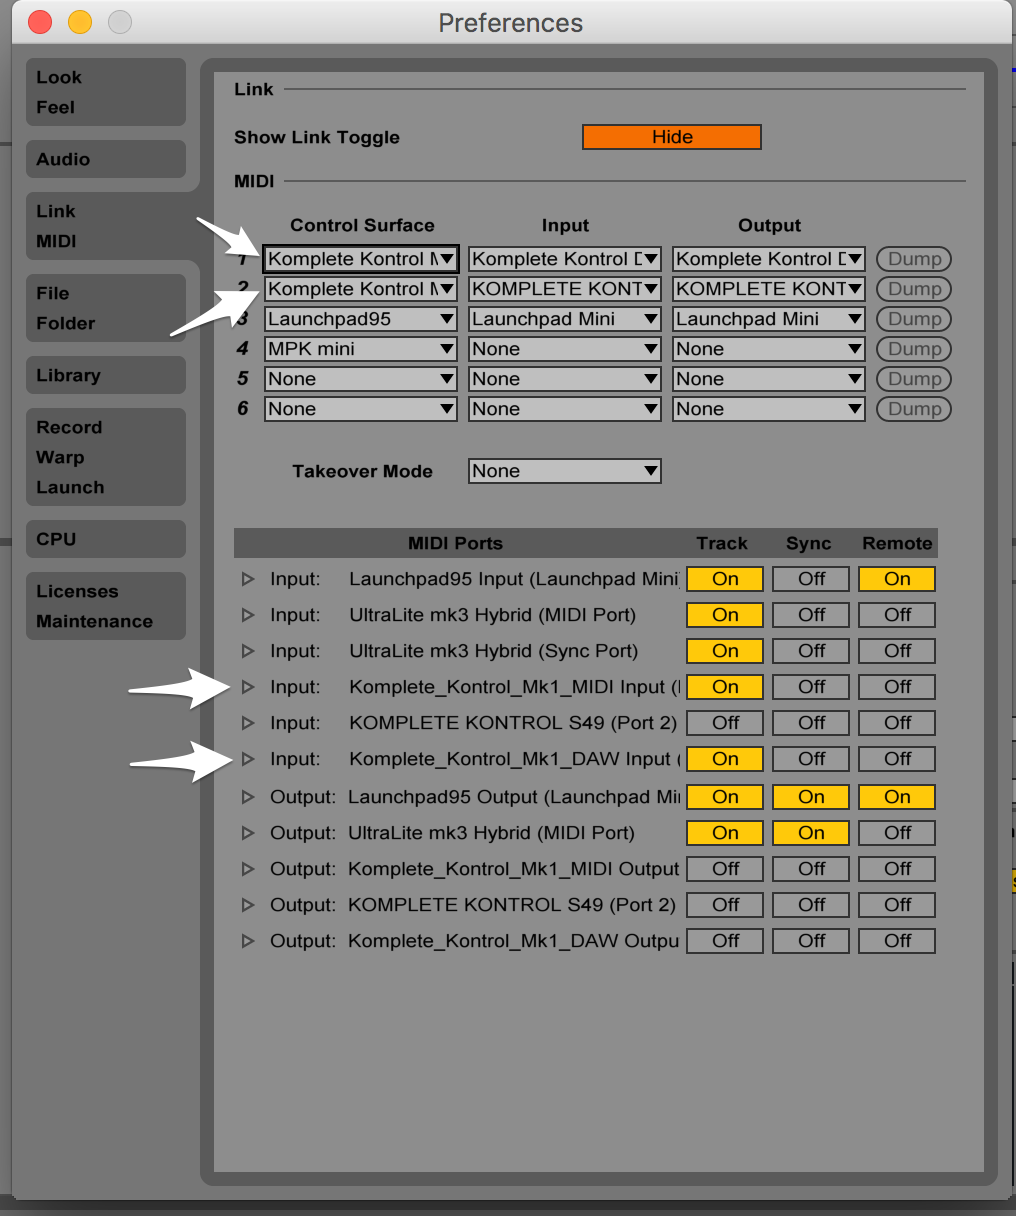 Preferences
Look
Feel
Audio
Link
MIDI
File
Folder
Library
Record
Warp
Launch
CPU
Licenses
Maintenance
Link
Show Link Toggle Hide
MIDI
Control Surface Input Output
1 Komplete Kontrol M Komplete Kontrol D Komplete Kontrol D Dump
2 Komplete Kontrol M KOMPLETE KONT KOMPLETE KONT Dump
3 Launchpad95 Launchpad Mini Launchpad Mini Dump
4 MPK mini None None Dump
5 None None None Dump
6 None None None Dump
Takeover Mode None
MIDI Ports Track Sync Remote
Input: Launchpad95 Input (Launchpad Mini) On Off On
Input: UltraLite mk3 Hybrid (MIDI Port) On Off Off
Input: UltraLite mk3 Hybrid (Sync Port) On Off Off
Input: Komplete_Kontrol_Mk1_MIDI Input ( On Off Off
Input: KOMPLETE KONTROL S49 (Port 2) Off Off Off
Input: Komplete_Kontrol_Mk1_DAW Input ( On Off Off
Output: Launchpad95 Output (Launchpad Mi On On On
Output: UltraLite mk3 Hybrid (MIDI Port) On On Off
Output: Komplete_Kontrol_Mk1_MIDI Output Off Off Off
Output: KOMPLETE KONTROL S49 (Port 2) Off Off Off
Output: Komplete_Kontrol_Mk1_DAW Outpu Off Off Off